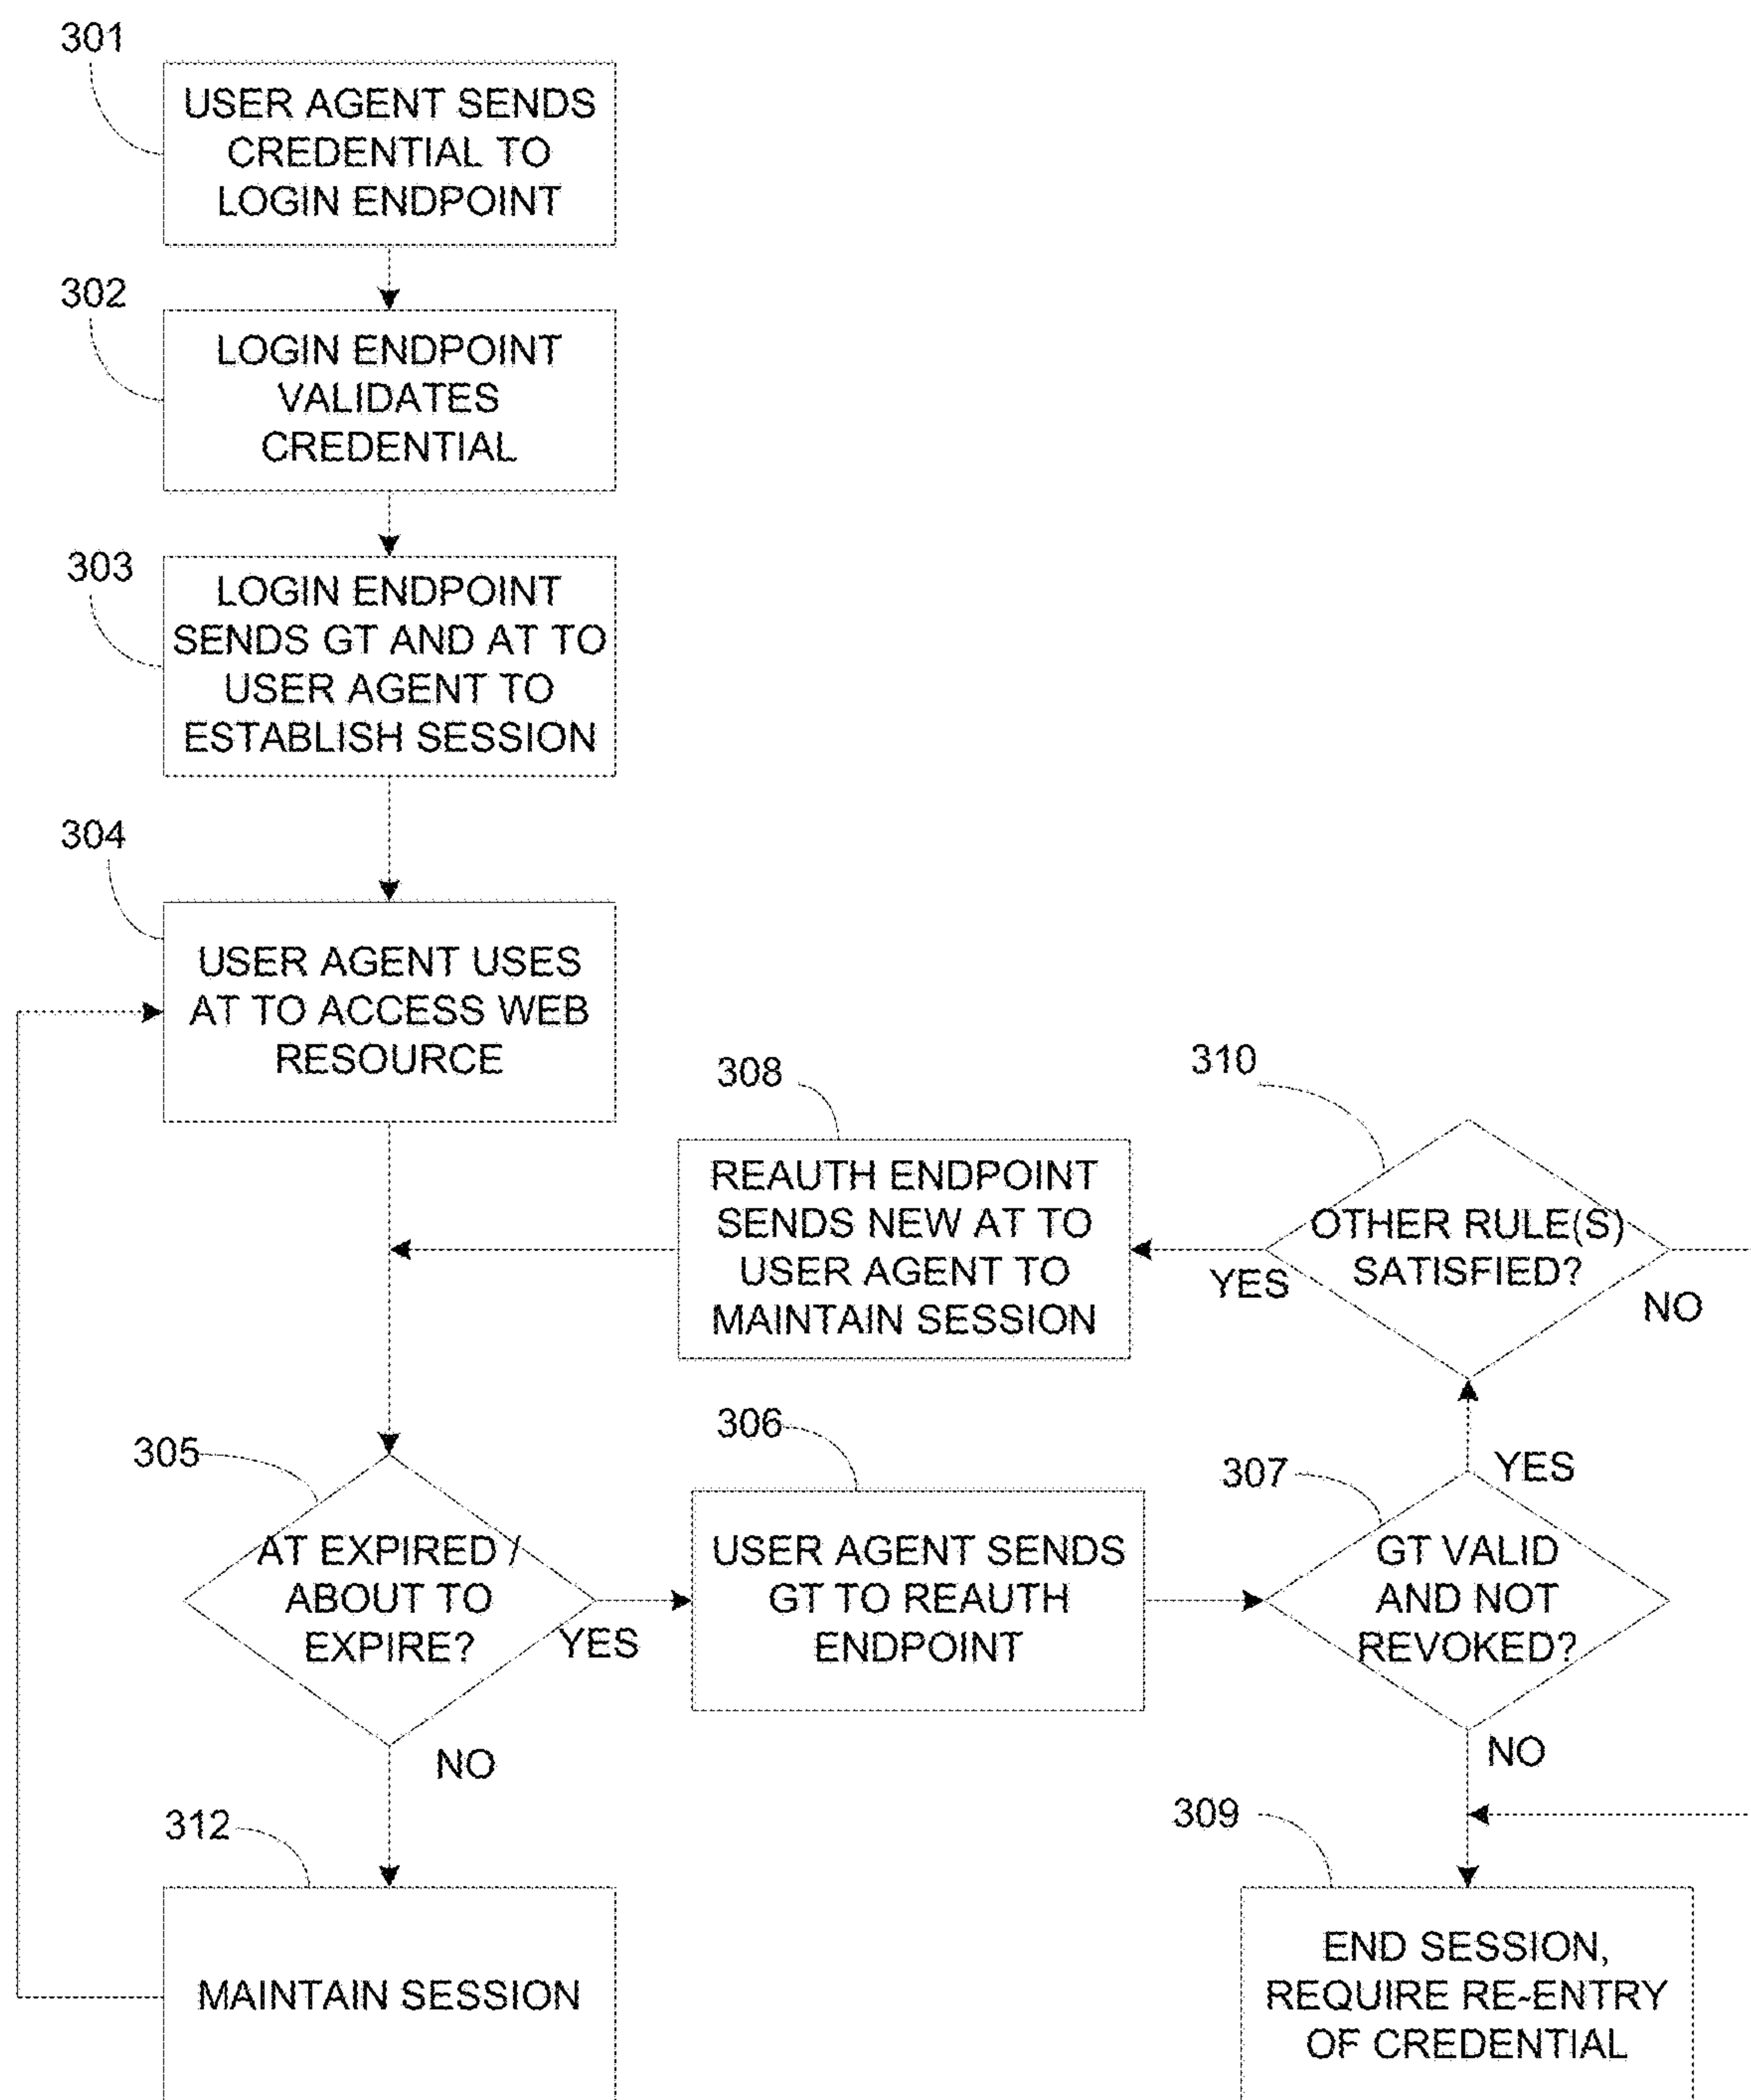 301
USER AGENT SENDS
CREDENTIAL TO
LOGIN ENDPOINT
302
LOGIN ENDPOINT
VALIDATES
CREDENTIAL
303
LOGIN ENDPOINT
SENDS GT AND AT TO
USER AGENT TO
ESTABLISH SESSION
304
USER AGENT USES
AT TO ACCESS WEB
RESOURCE
308
REAUTH ENDPOINT
SENDS NEW AT TO
USER AGENT TO
MAINTAIN SESSION
310
OTHER RULE(S)
SATISFIED?
YES
NO
305
AT EXPIRED /
ABOUT TO
EXPIRE?
YES
NO
306
USER AGENT SENDS
GT TO REAUTH
ENDPOINT
307
YES
GT VALID
AND NOT
REVOKED?
NO
312
MAINTAIN SESSION
309
END SESSION,
REQUIRE RE-ENTRY
OF CREDENTIAL